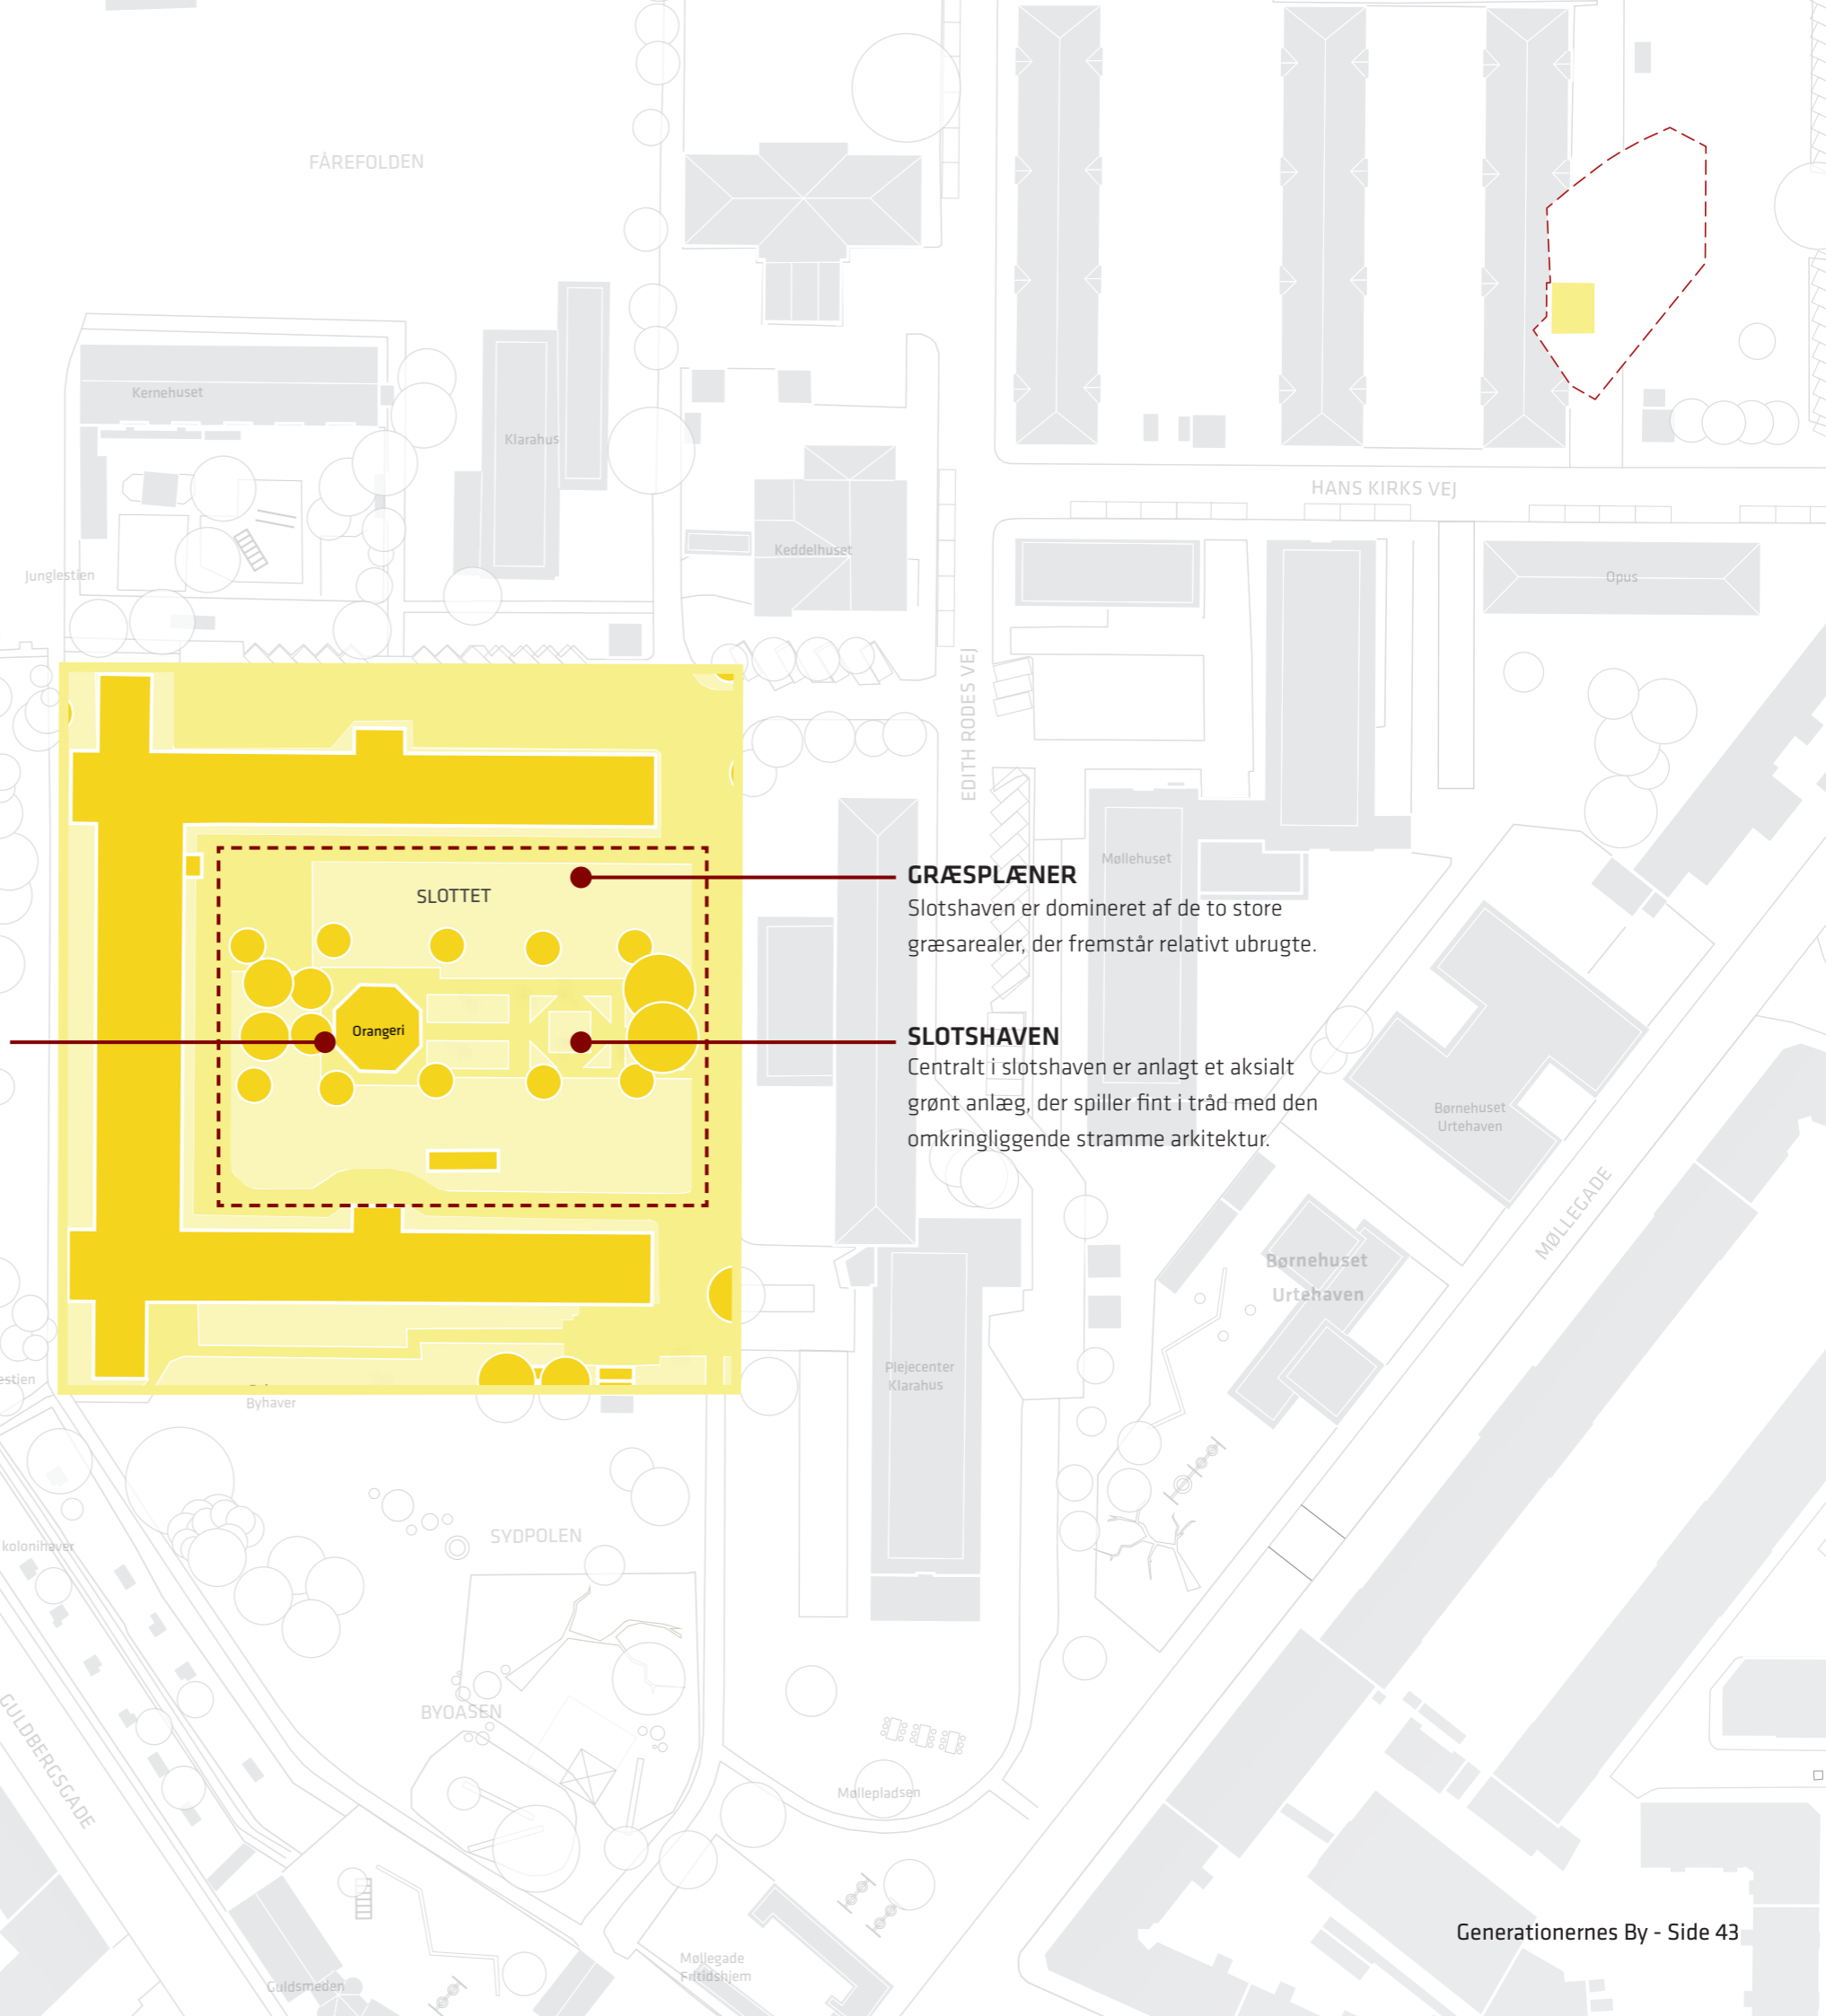 FÅREFOLDEN
Kernehuset
Klarahus
HANS KIRKS VEJ
Keddelhuset
Junglestien
Opus
EDITH RODES VEJ
Møllehuset
SLOTTET
GRÆSPLÆNER
Slotshaven er domineret af de to store
græsarealer, der fremstår relativt ubrugte.
Orangeri
SLOTSHAVEN
Centralt i slotshaven er anlagt et aksialt
grønt anlæg, der spiller fint i tråd med den
omkringliggende stramme arkitektur.
Børnehuset
Urtehaven
MØLLEGADE
Børnehuset
Urtehaven
Plejecenter
Klarahus
estien
Byhaver
SYDPOLEN
kolonihaver
BYOASEN
GULDBERGSGADE
Møllepladsen
Generationernes By - Side 43
Møllegade
Fritidshjem
Guldsmeden